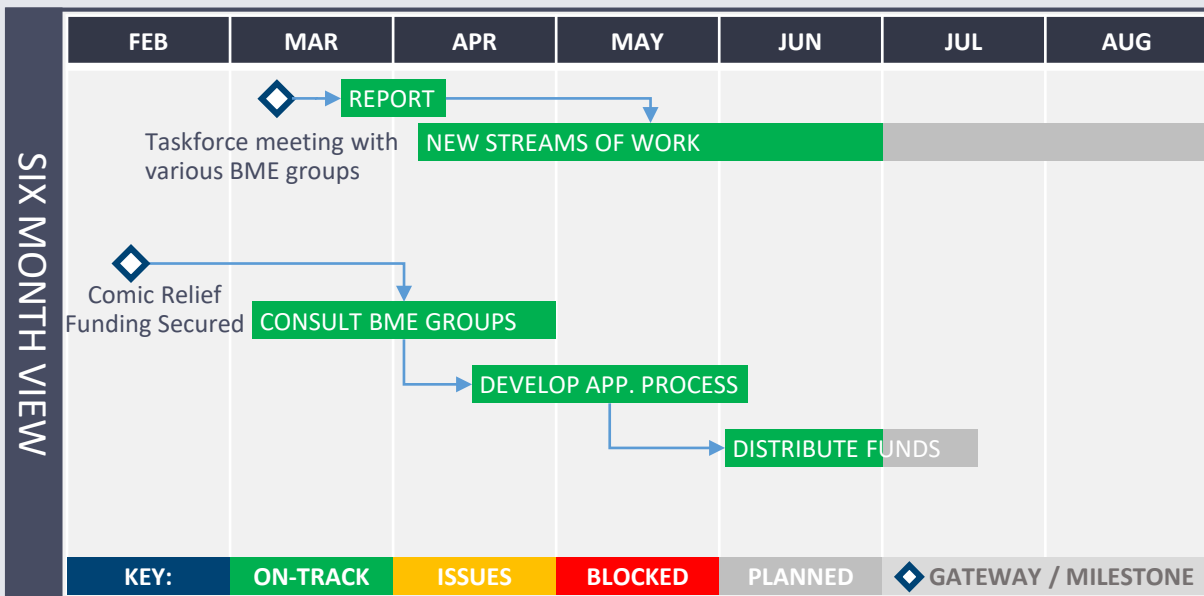 FEB MAR APR MAY JUN JUL AUG
SIX MONTH VIEW
REPORT
Taskforce meeting with
various BME groups
NEW STREAMS OF WORK
Comic Relief
Funding Secured
CONSULT BME GROUPS
DEVELOP APP. PROCESS
DISTRIBUTE FUNDS
KEY: ON-TRACK ISSUES BLOCKED PLANNED GATEWAY / MILESTONE